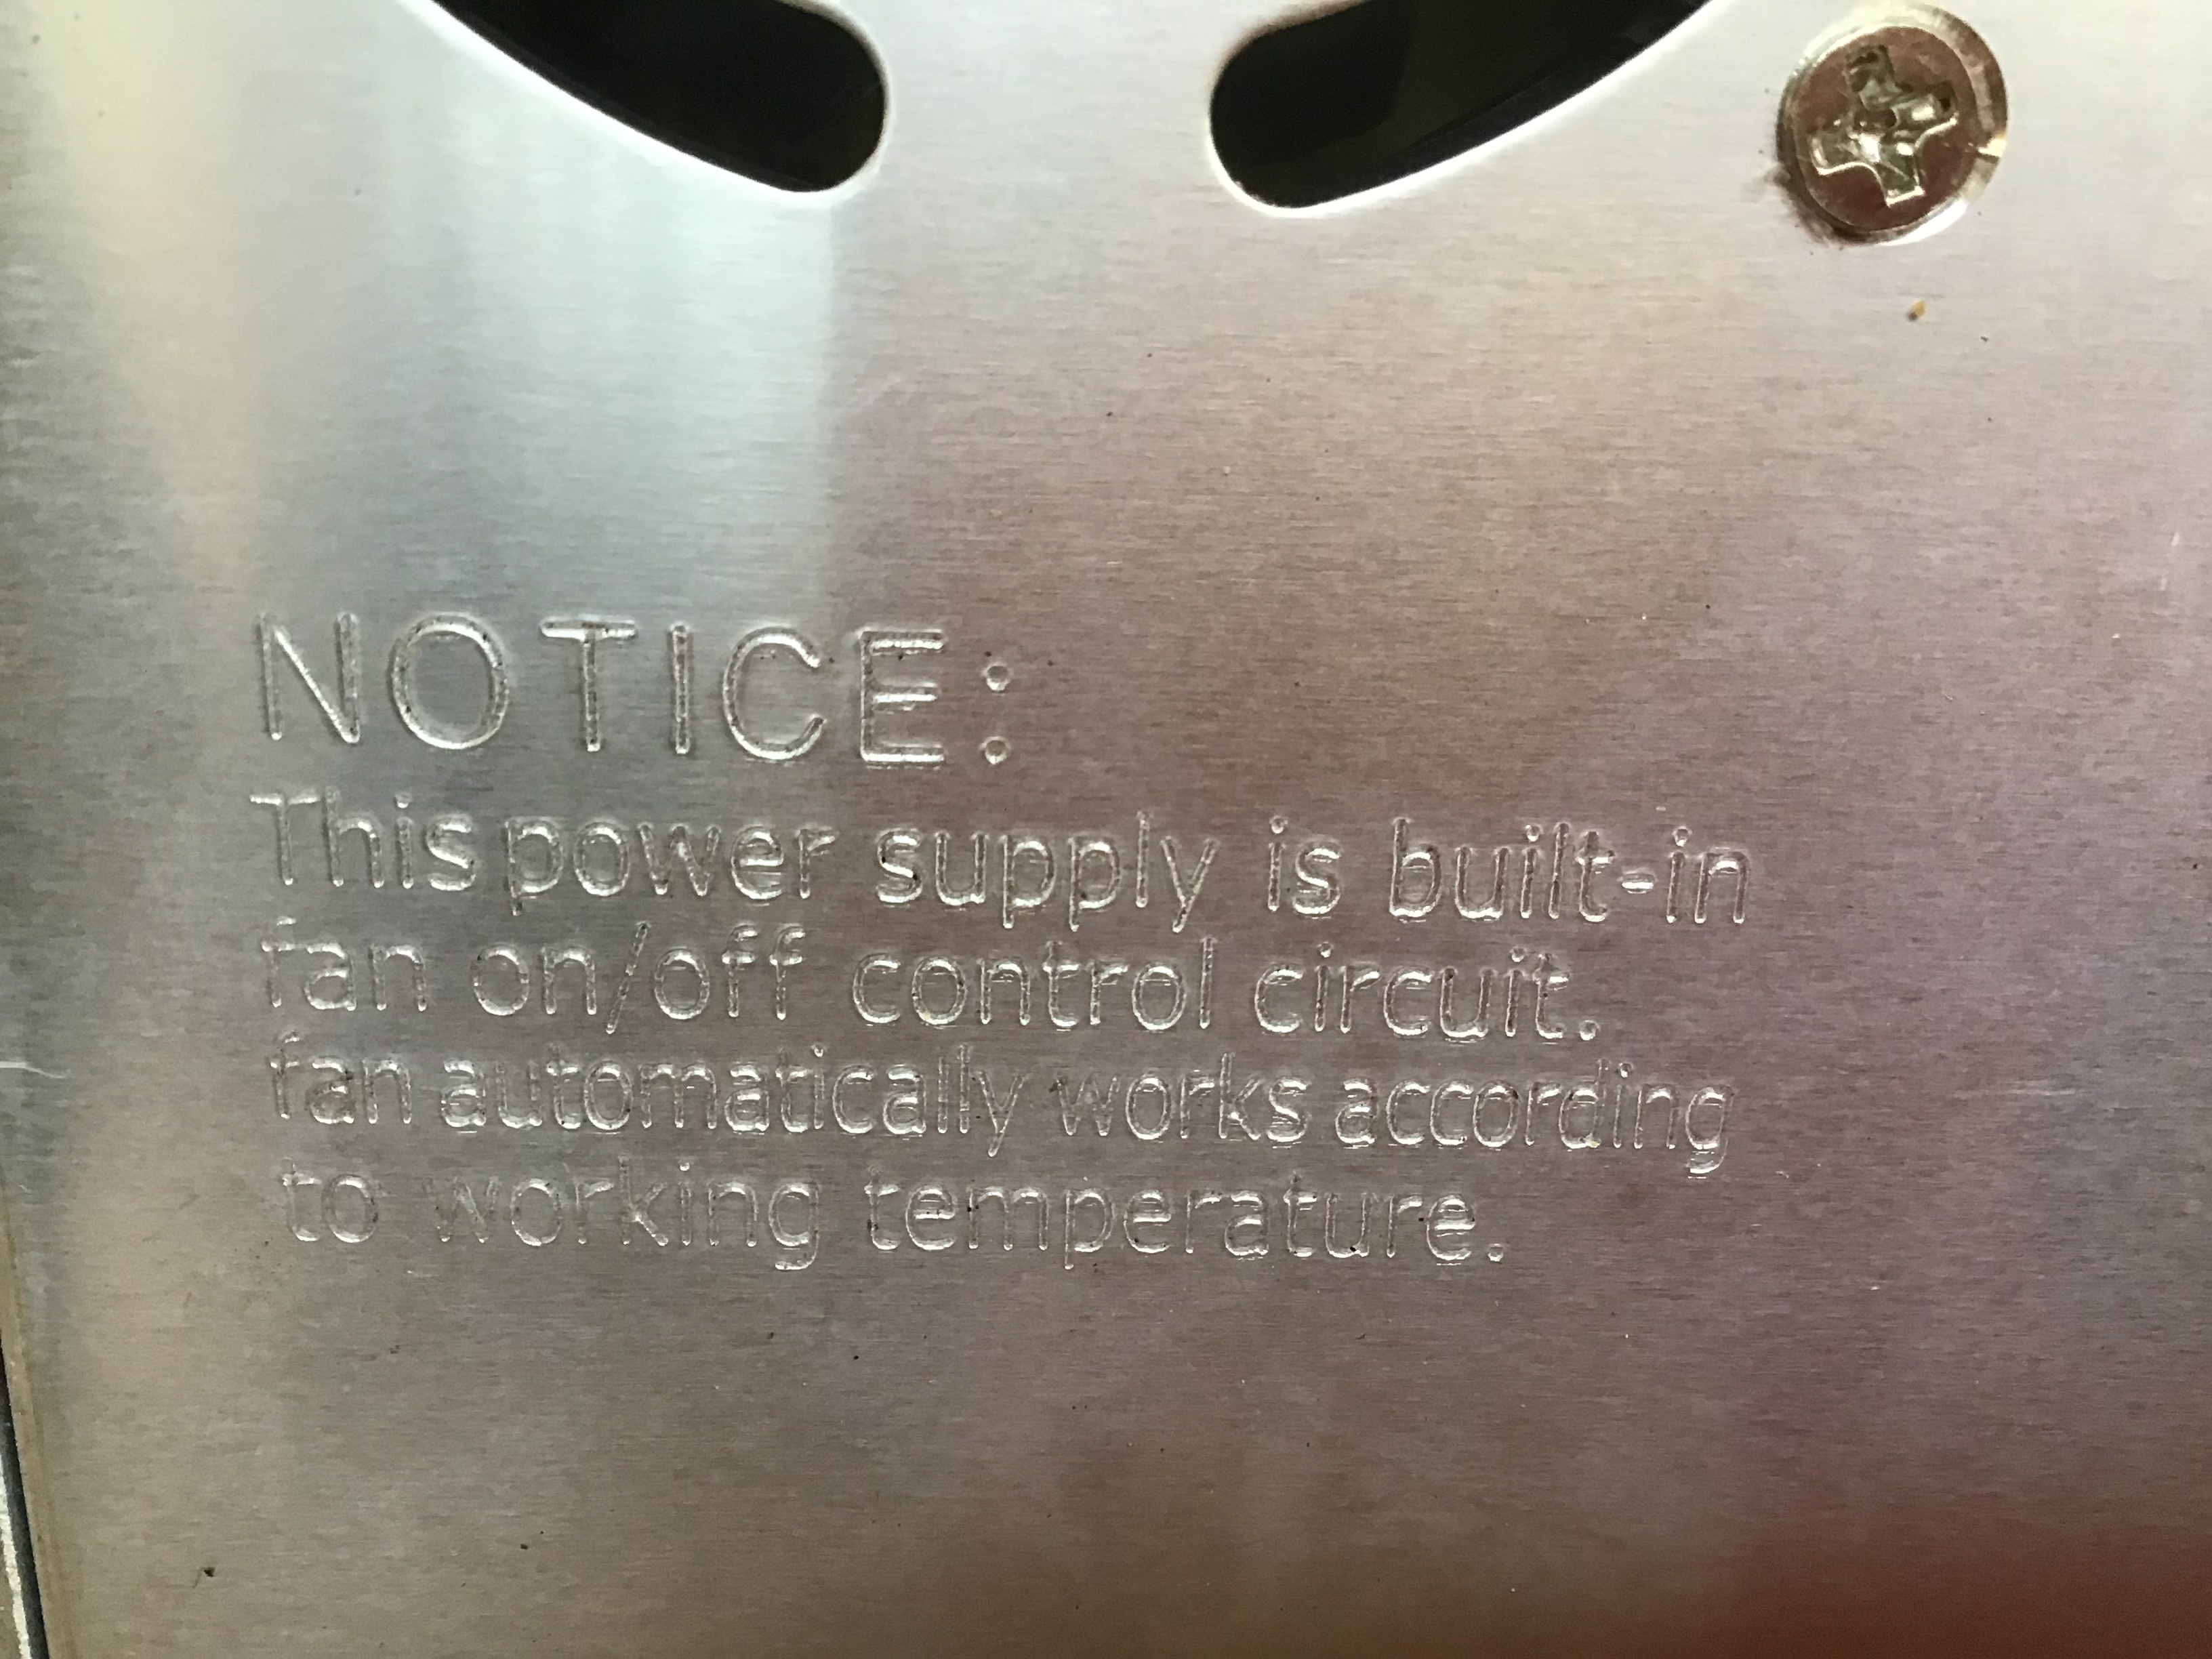 NOTICE:
This power supply is built-in
fan on/off control circuit.
fan automatically works according
to working temperature.